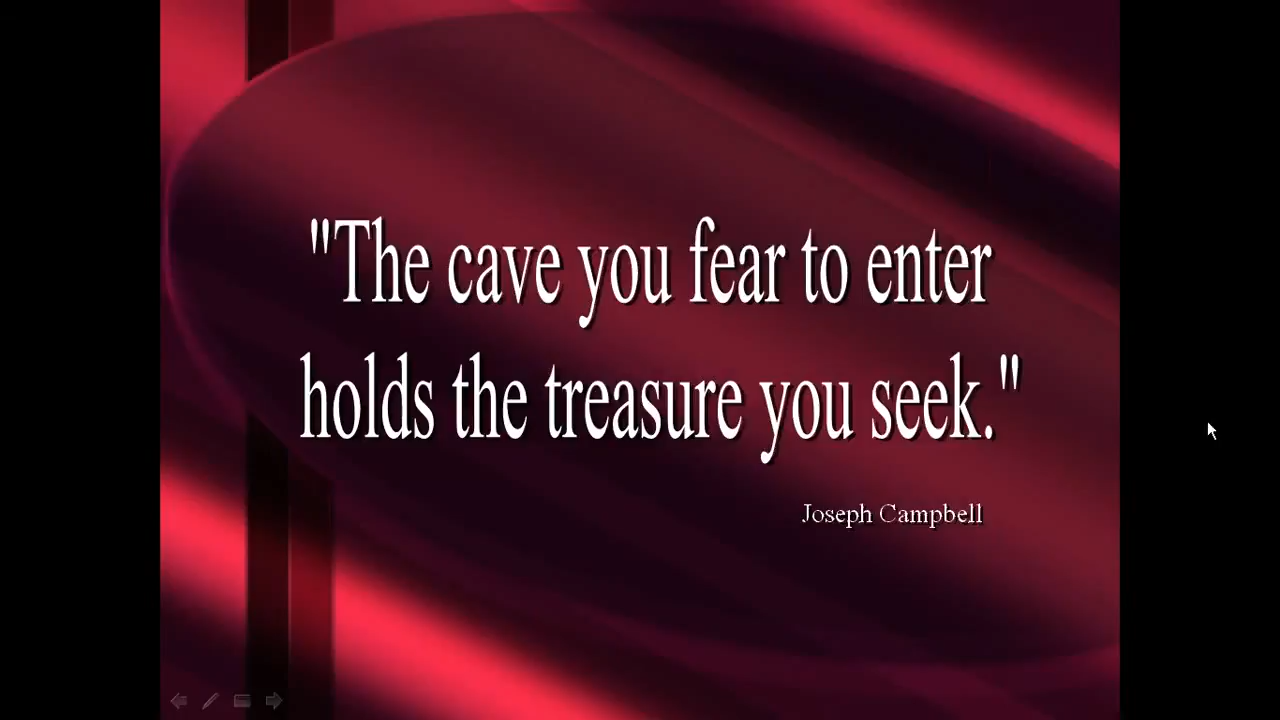 "The cave you fear to enter
holds the treasure you seek."
Joseph Campbell